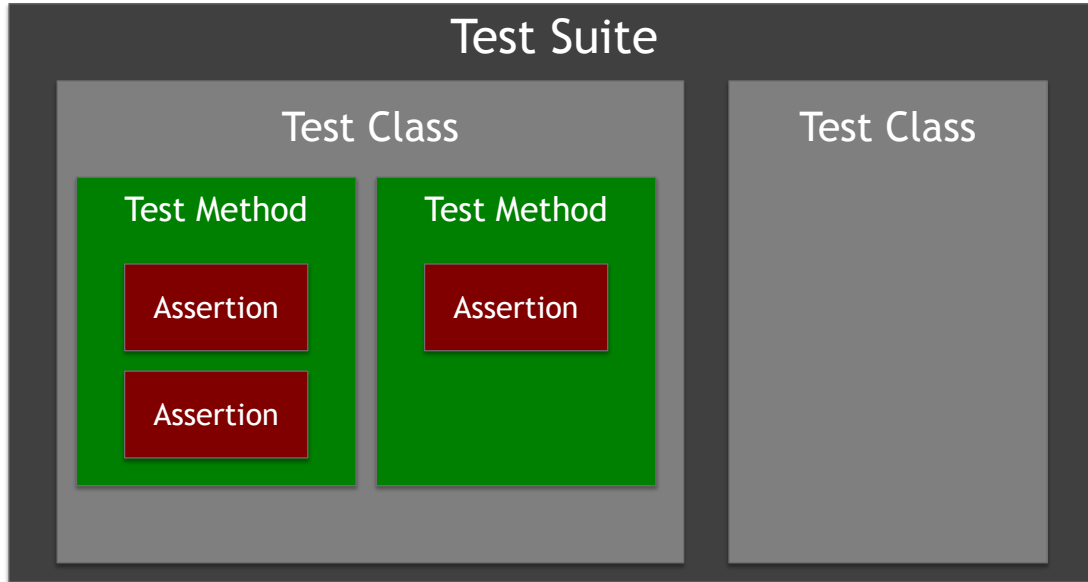 Test Suite
Test Class
Test Class
Test Method
Test Method
Assertion
Assertion
Assertion